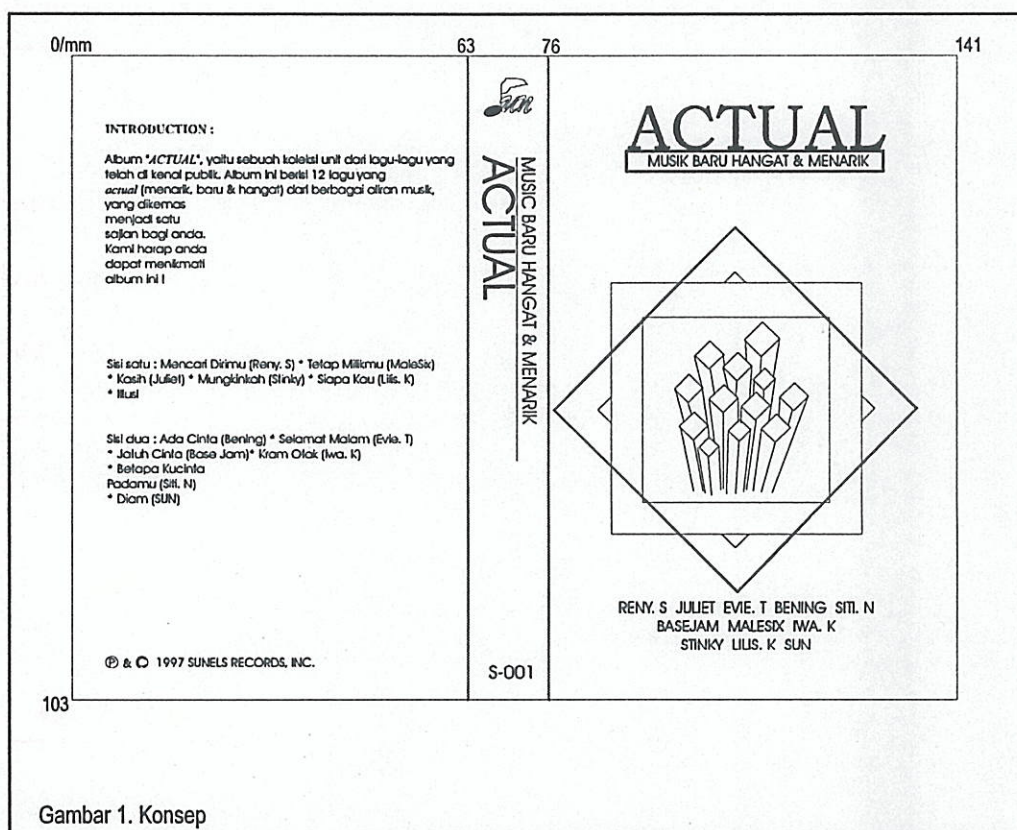 0/mm 63 76 141
INTRODUCTION :
Album "ACTUAL", yaitu sebuah koleksi unit dari lagu-lagu yang
telah di kenal publik. Album ini berisi 12 lagu yang
actual (menarik, baru & hangat) dari berbagai aliran musik,
yang dikemas
menjadi satu
sajian bagi anda.
Kami harap anda
dapat menikmati
album ini !
Sisi satu : Mencari Dirimu (Reny. S) * Tetap Milikmu (MaleSix)
* Kasih (Juliet) * Mungkinkah (Stinky) * Siapa Kau (Lilis. K)
* Illusi
Sisi dua : Ada Cinta (Bening) * Selamat Malam (Evie. T)
* Jatuh Cinta (Base Jam)* Kram Otak (Iwa. K)
* Betapa Kucinta
Padamu (Siti. N)
* Diam (SUN)
℗ & © 1997 SUNELS RECORDS, INC.
103
Sun
MUSIC BARU HANGAT & MENARIK
ACTUAL
S-001
ACTUAL
MUSIK BARU HANGAT & MENARIK
RENY. S JULIET EVIE. T BENING SITI. N
BASEJAM MALESIX IWA. K
STINKY LILIS. K SUN
Gambar 1. Konsep